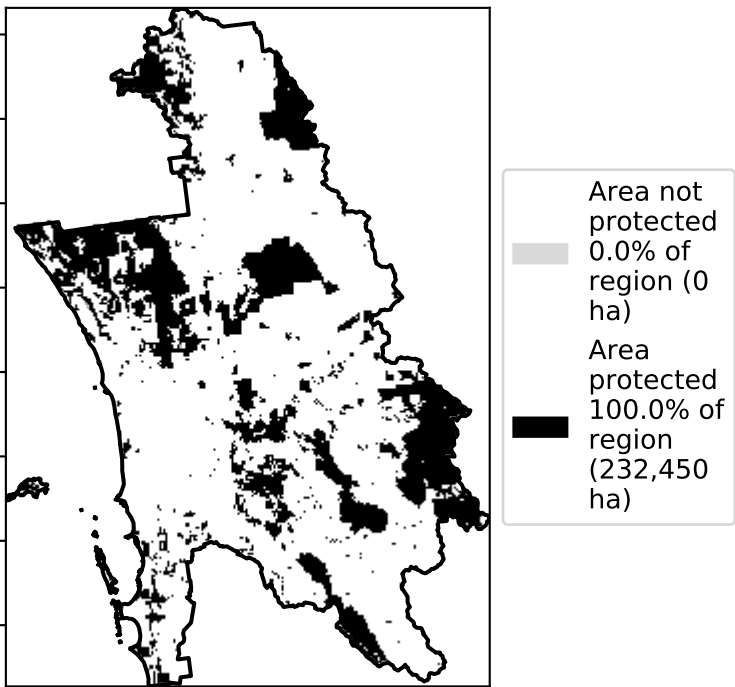 Area not
protected
0.0% of
region (0
ha)
Area
protected
100.0% of
region
(232,450
ha)